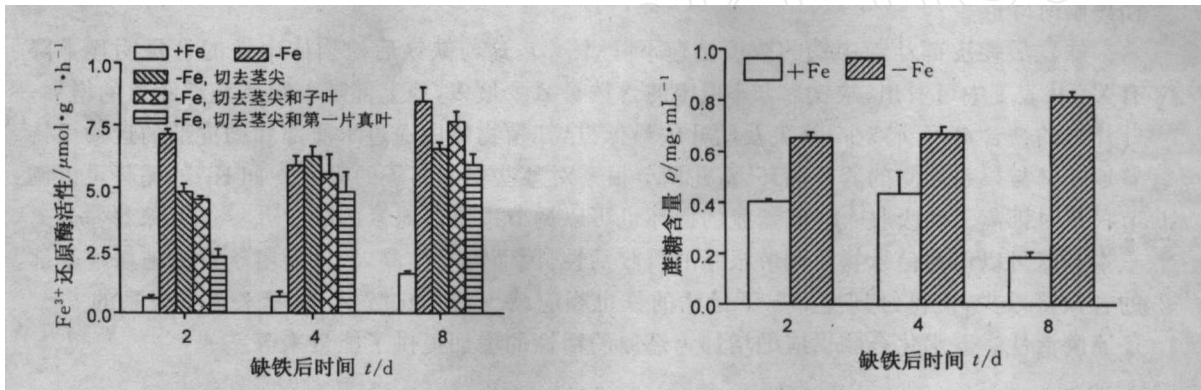 +Fe
-Fe
-Fe, 切去茎尖
-Fe, 切去茎尖和子叶
-Fe, 切去茎尖和第一片真叶
Fe³⁺ 还原酶活性/μmol·g⁻¹·h⁻¹
1.0
7.5
5.0
2.5
0.0
2
4
8
缺铁后时间 t/d
+Fe
-Fe
蔗糖含量 ρ/mg·mL⁻¹
1.0
0.8
0.6
0.4
0.2
0
2
4
8
缺铁后时间 t/d